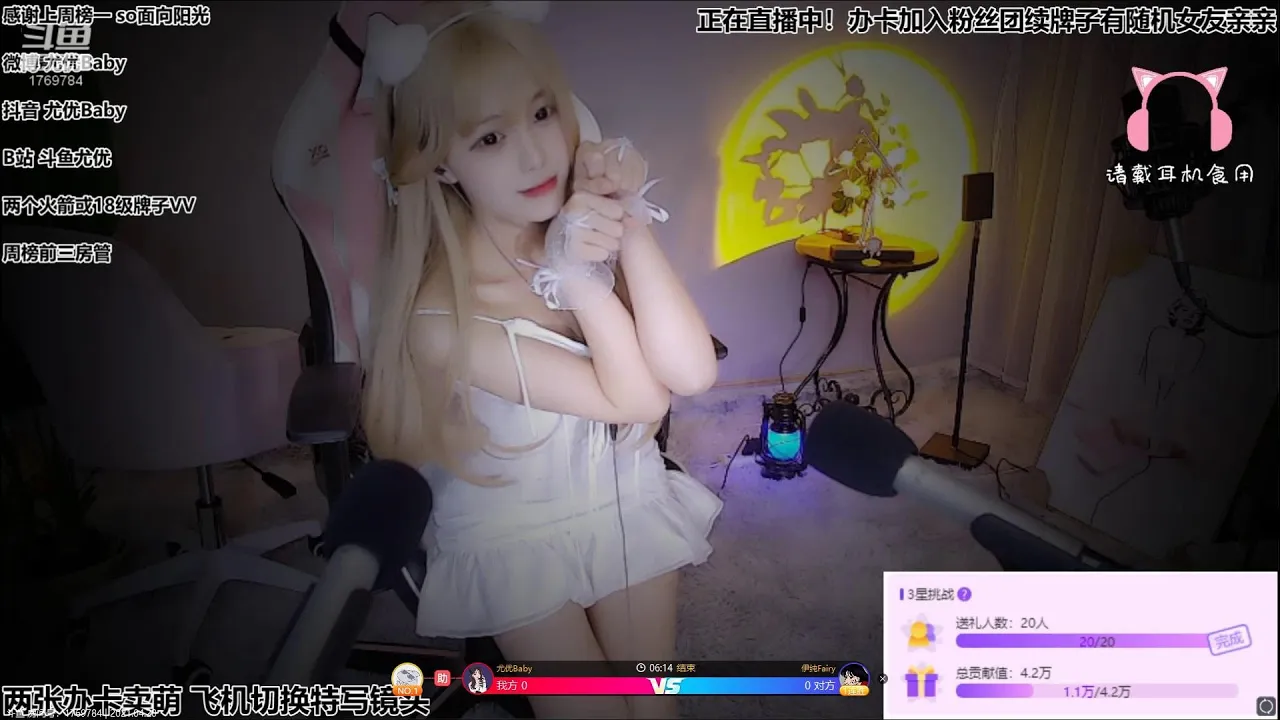 感谢上周榜一 so面向阳光
正在直播中！办卡加入粉丝团续牌子有随机女友亲亲
斗鱼
微博 尤优Baby
1769784
抖音 尤优Baby
B站 斗鱼尤优
请戴耳机食用
两个火箭或18级牌子VV
周榜前三房管
3星挑战 ?
送礼人数：20人
20/20
完成
总贡献值：4.2万
1.1万/4.2万
尤优Baby
06:14 结束
伊纯Fairy
助
NO.1
我方 0
VS
0 对方
两张办卡卖萌 飞机切换特写镜头